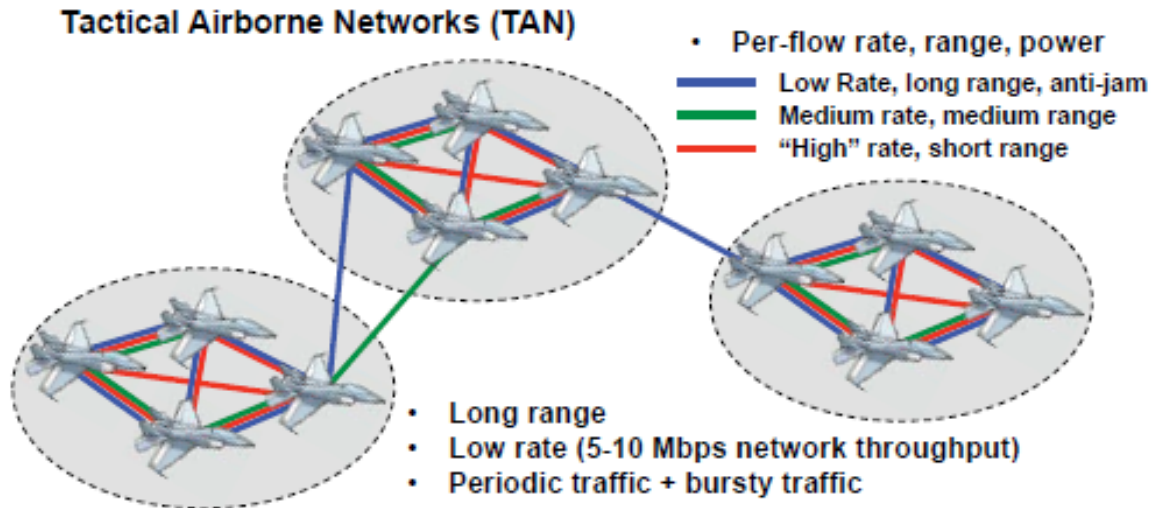 Tactical Airborne Networks (TAN)
• Per-flow rate, range, power
Low Rate, long range, anti-jam
Medium rate, medium range
“High” rate, short range
• Long range
• Low rate (5-10 Mbps network throughput)
• Periodic traffic + bursty traffic